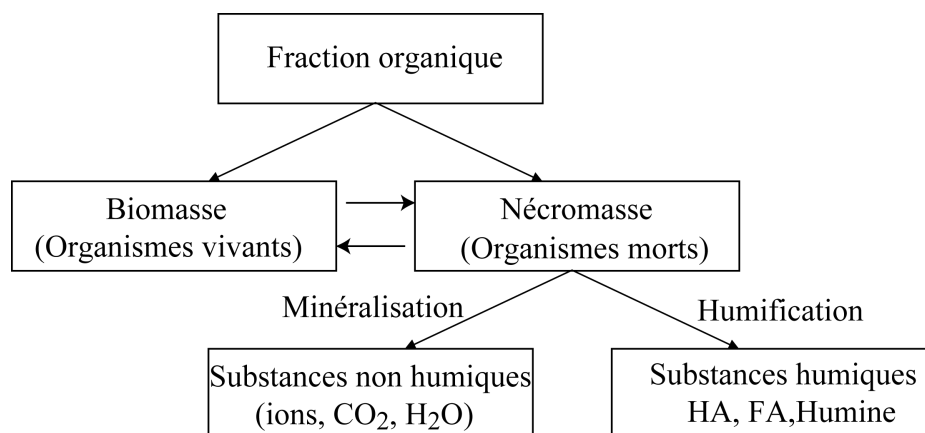 Fraction organique
Biomasse
(Organismes vivants)
Nécromasse
(Organismes morts)
Minéralisation
Humification
Substances non humiques
(ions, CO2, H2O)
Substances humiques
HA, FA,Humine